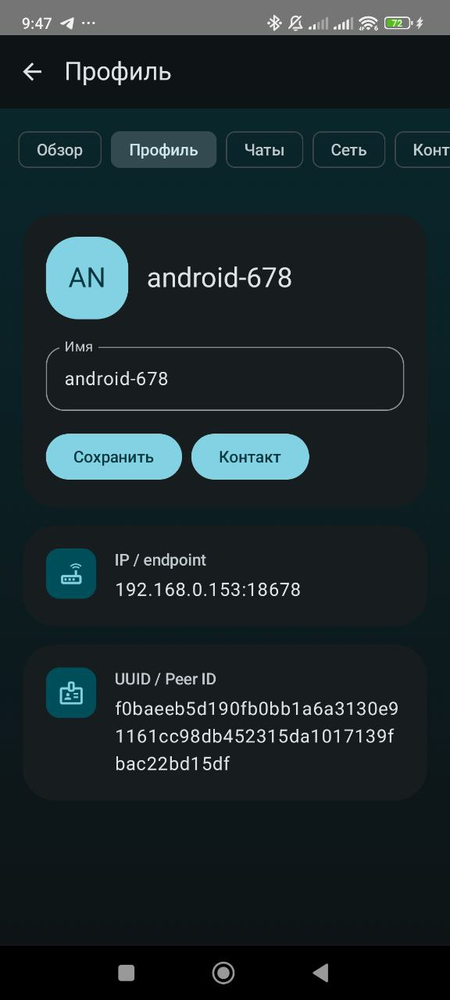 9:47
72
Профиль
Обзор Профиль Чаты Сеть Конт
AN android-678
Имя
android-678
Сохранить Контакт
IP / endpoint
192.168.0.153:18678
UUID / Peer ID
f0baeeb5d190fb0bb1a6a3130e9
1161cc98db452315da1017139f
bac22bd15df